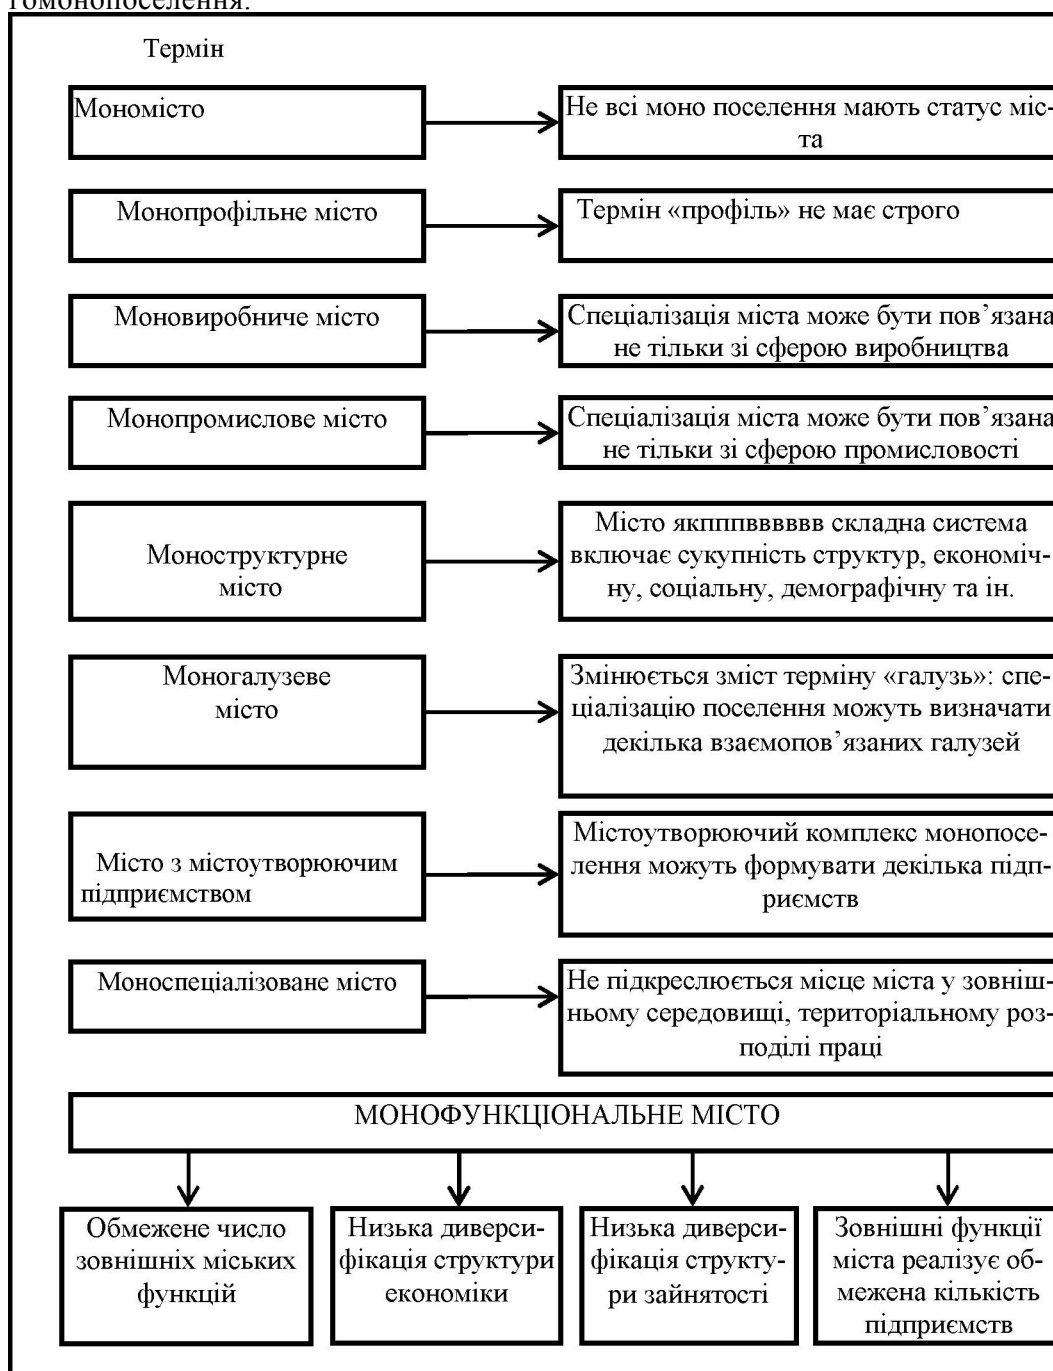 гомонопоселення.
Термін
Мономісто
Не всі моно поселення мають статус міс-
та
Монопрофільне місто
Термін «профіль» не має строго
Моновиробниче місто
Спеціалізація міста може бути пов’язана
не тільки зі сферою виробництва
Монопромислове місто
Спеціалізація міста може бути пов’язана
не тільки зі сферою промисловості
Моноструктурне
місто
Місто якпппвввввв складна система
включає сукупність структур, економіч-
ну, соціальну, демографічну та ін.
Моногалузеве
місто
Змінюється зміст терміну «галузь»: спе-
ціалізацію поселення можуть визначати
декілька взаємопов’язаних галузей
Місто з містоутворюючим
підприємством
Містоутворюючий комплекс монопосе-
лення можуть формувати декілька підп-
риємств
Моноспеціалізоване місто
Не підкреслюється місце міста у зовніш-
ньому середовищі, територіальному роз-
поділі праці
МОНОФУНКЦІОНАЛЬНЕ МІСТО
Обмежене число
зовнішніх міських
функцій
Низька диверси-
фікація структури
економіки
Низька диверси-
фікація структу-
ри зайнятості
Зовнішні функції
міста реалізує об-
межена кількість
підприємств